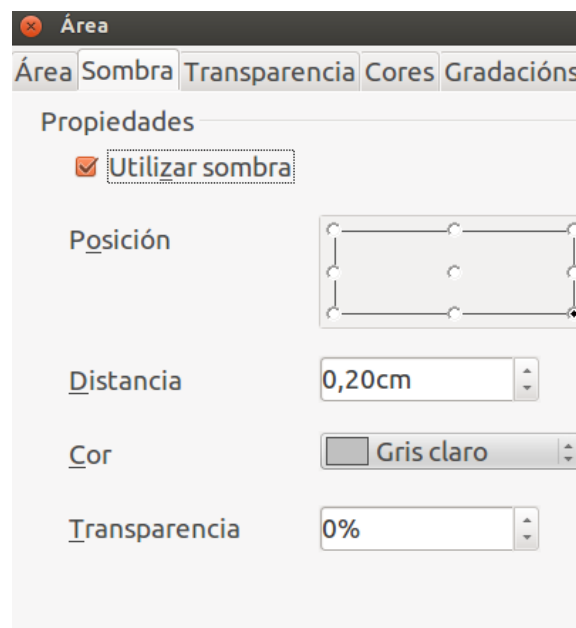 Área
Área Sombra Transparencia Cores Gradacións
Propiedades
Utilizar sombra
Posición
Distancia 0,20cm
Cor Gris claro
Transparencia 0%